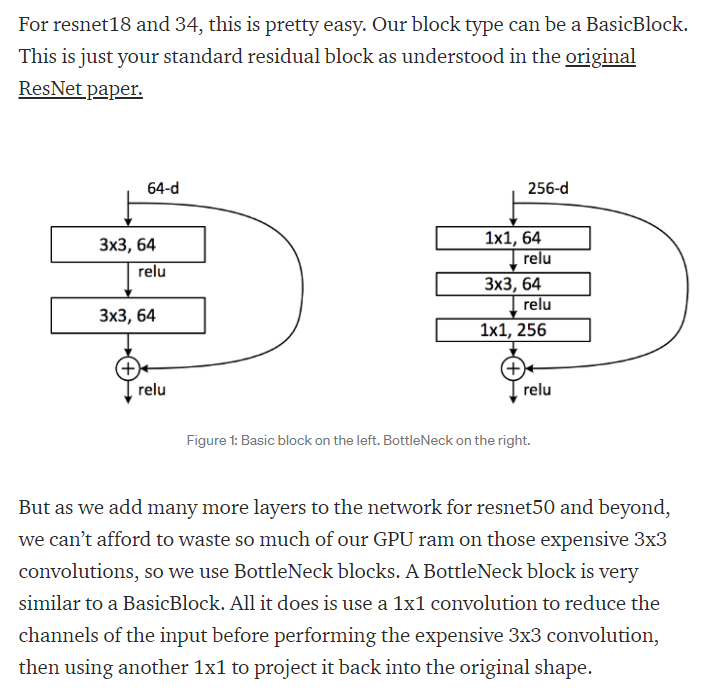 For resnet18 and 34, this is pretty easy. Our block type can be a BasicBlock.
This is just your standard residual block as understood in the original
ResNet paper.
64-d
3x3, 64
relu
3x3, 64
+
relu
256-d
1x1, 64
relu
3x3, 64
relu
1x1, 256
+
relu
Figure 1: Basic block on the left. BottleNeck on the right.
But as we add many more layers to the network for resnet50 and beyond,
we can’t afford to waste so much of our GPU ram on those expensive 3x3
convolutions, so we use BottleNeck blocks. A BottleNeck block is very
similar to a BasicBlock. All it does is use a 1x1 convolution to reduce the
channels of the input before performing the expensive 3x3 convolution,
then using another 1x1 to project it back into the original shape.